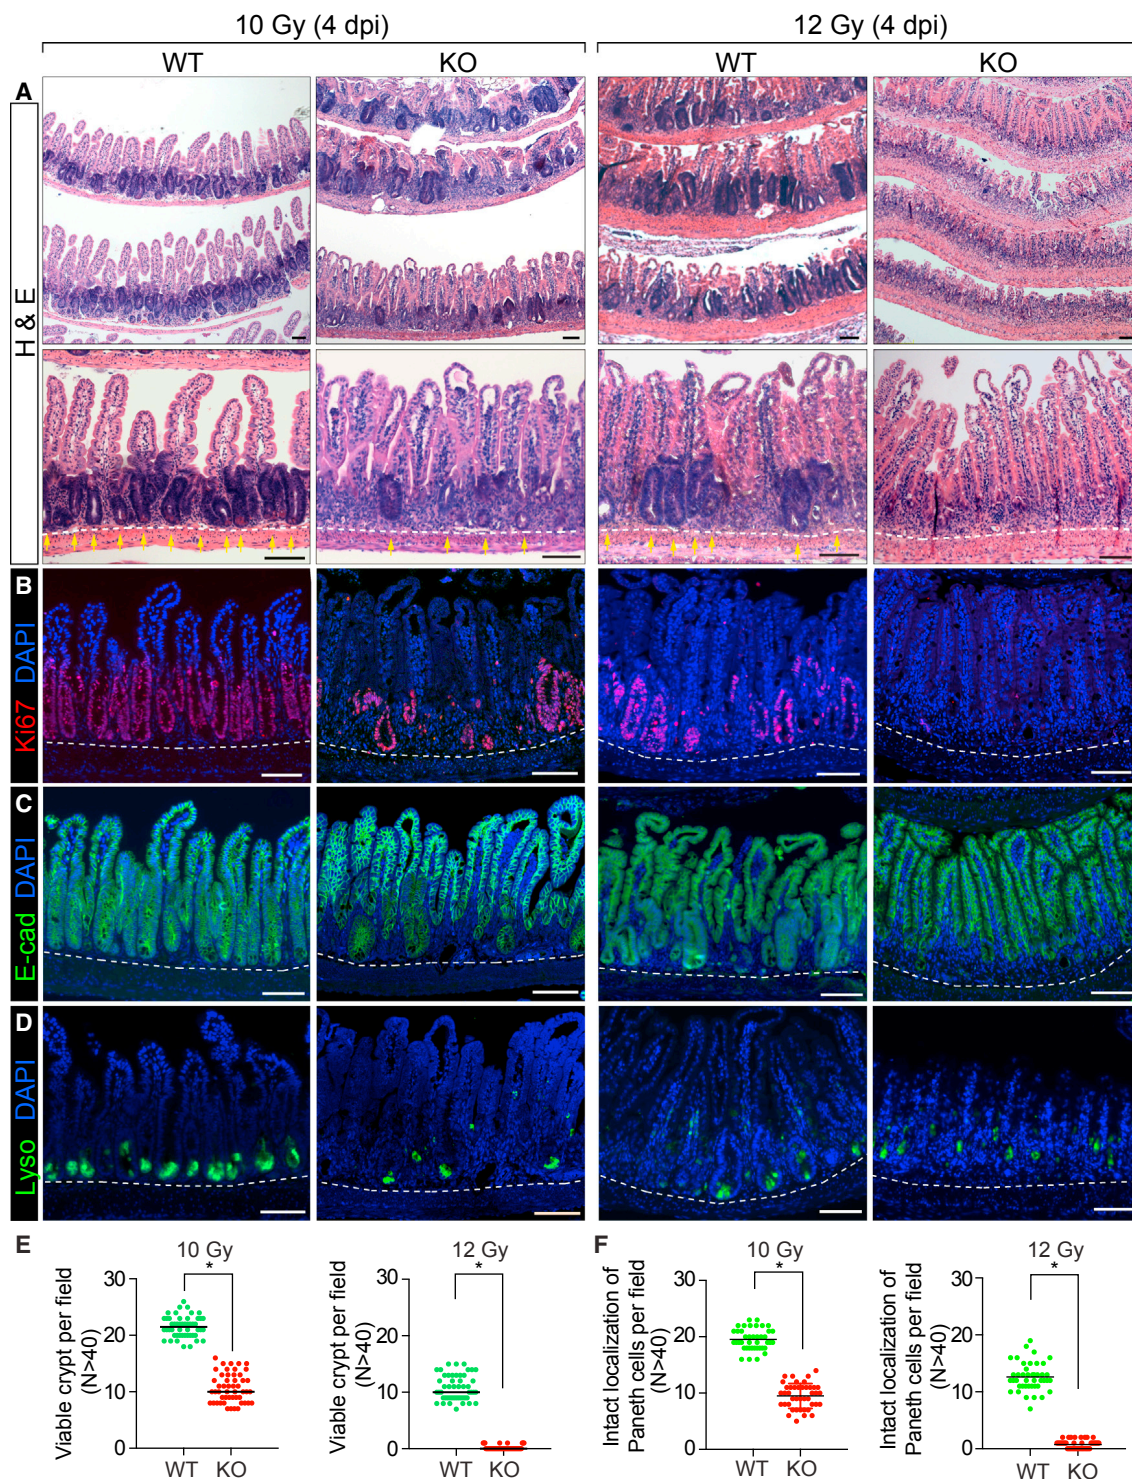 10 Gy (4 dpi) 12 Gy (4 dpi)
WT KO WT KO
A
H & E
B
Ki67 DAPI
C
E-cad DAPI
D
Lyso DAPI
E
10 Gy
Viable crypt per field
(N>40)
30
20
10
0
*
WT KO
12 Gy
Viable crypt per field
(N>40)
30
20
10
0
*
WT KO
F
10 Gy
Intact localization of
Paneth cells per field
(N>40)
30
20
10
0
*
WT KO
12 Gy
Intact localization of
Paneth cells per field
(N>40)
30
20
10
0
*
WT KO